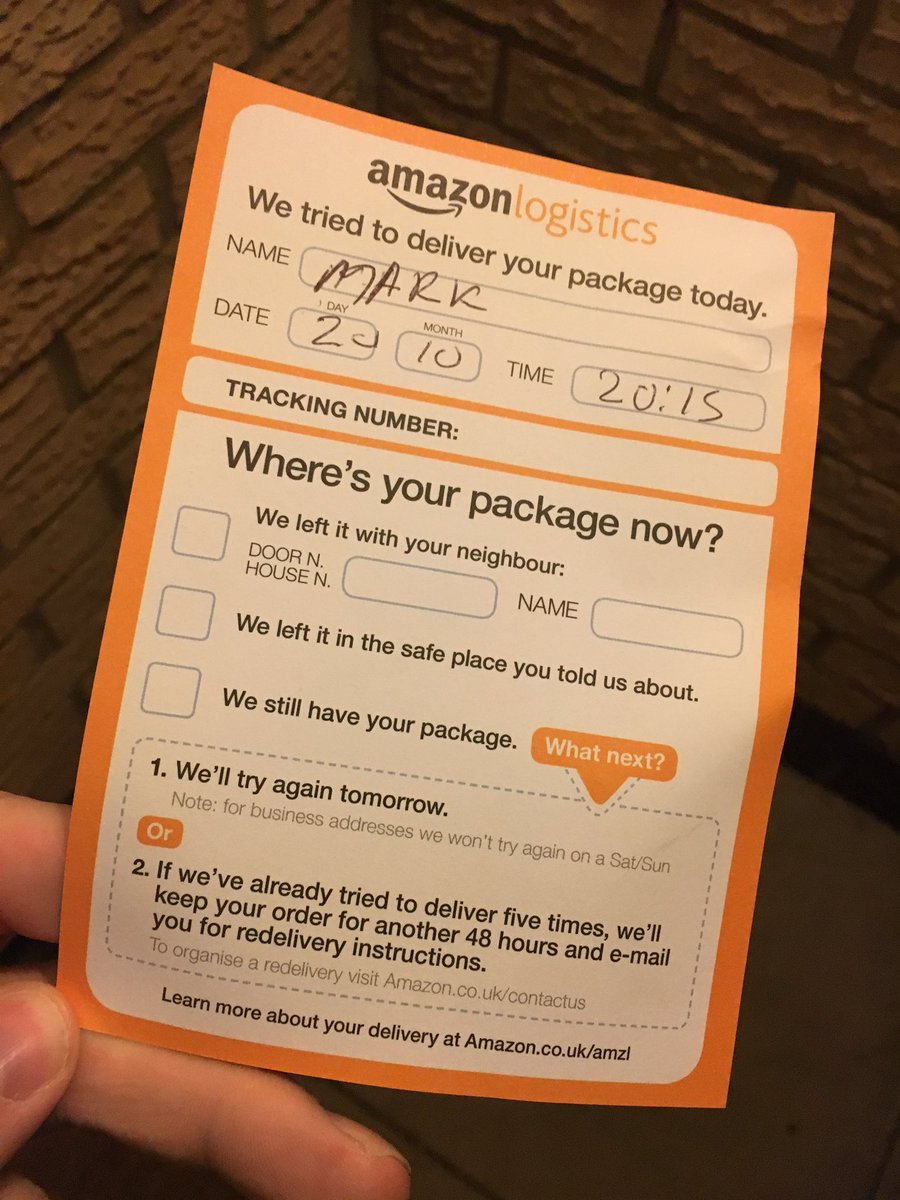 amazonlogistics
We tried to deliver your package today.
NAME MARK
DAY MONTH
DATE 20 10 TIME 20:15
TRACKING NUMBER:
Where's your package now?
We left it with your neighbour:
DOOR N.
HOUSE N.
NAME
We left it in the safe place you told us about.
We still have your package.
What next?
1. We'll try again tomorrow.
Note: for business addresses we won't try again on a Sat/Sun
Or
2. If we've already tried to deliver five times, we'll
keep your order for another 48 hours and e-mail
you for redelivery instructions.
To organise a redelivery visit Amazon.co.uk/contactus
Learn more about your delivery at Amazon.co.uk/amzl